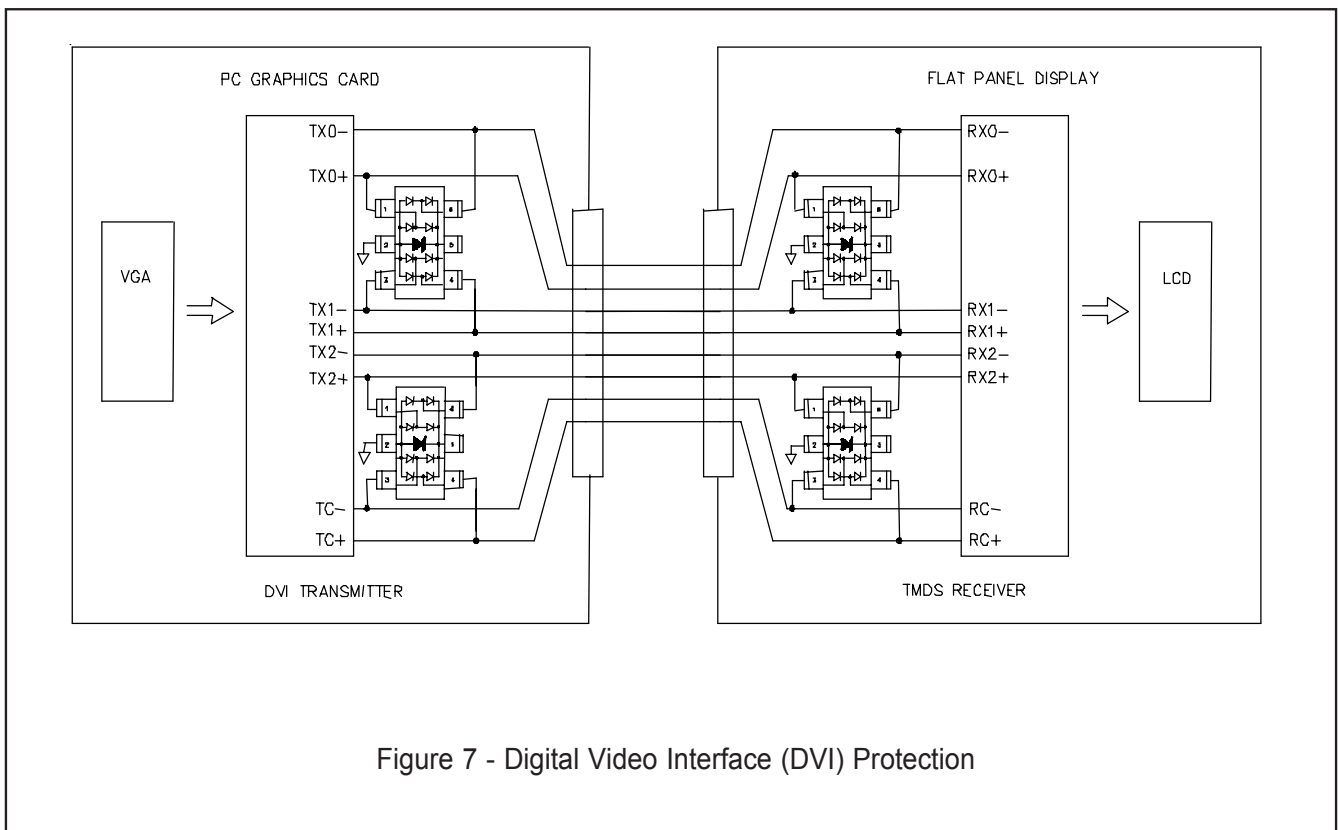 PC GRAPHICS CARD
FLAT PANEL DISPLAY
VGA
TX0-
TX0+
TX1-
TX1+
TX2-
TX2+
TC-
TC+
DVI TRANSMITTER
RX0-
RX0+
RX1-
RX1+
RX2-
RX2+
RC-
RC+
TMDS RECEIVER
LCD
Figure 7 - Digital Video Interface (DVI) Protection